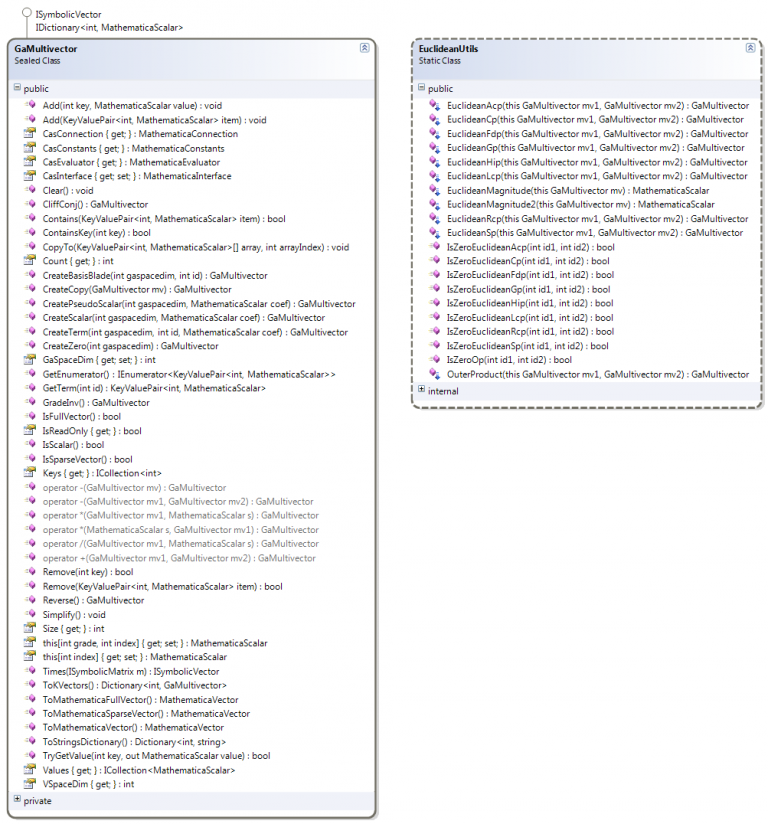 ISymbolicVector
IDictionary<int, MathematicaScalar>
GaMultivector
Sealed Class
public
Add(int key, MathematicaScalar value) : void
Add(KeyValuePair<int, MathematicaScalar> item) : void
CasConnection { get; } : MathematicaConnection
CasConstants { get; } : MathematicaConstants
CasEvaluator { get; } : MathematicaEvaluator
CasInterface { get; set; } : MathematicaInterface
Clear() : void
CliffConj() : GaMultivector
Contains(KeyValuePair<int, MathematicaScalar> item) : bool
ContainsKey(int key) : bool
CopyTo(KeyValuePair<int, MathematicaScalar>[] array, int arrayIndex) : void
Count { get; } : int
CreateBasisBlade(int gaspacedim, int id) : GaMultivector
CreateCopy(GaMultivector mv) : GaMultivector
CreatePseudoScalar(int gaspacedim, MathematicaScalar coef) : GaMultivector
CreateScalar(int gaspacedim, MathematicaScalar coef) : GaMultivector
CreateTerm(int gaspacedim, int id, MathematicaScalar coef) : GaMultivector
CreateZero(int gaspacedim) : GaMultivector
GaSpaceDim { get; set; } : int
GetEnumerator() : IEnumerator<KeyValuePair<int, MathematicaScalar>>
GetTerm(int id) : KeyValuePair<int, MathematicaScalar>
GradeInv() : GaMultivector
IsFullVector() : bool
IsReadOnly { get; } : bool
IsScalar() : bool
IsSparseVector() : bool
Keys { get; } : ICollection<int>
operator -(GaMultivector mv) : GaMultivector
operator -(GaMultivector mv1, GaMultivector mv2) : GaMultivector
operator *(GaMultivector mv1, MathematicaScalar s) : GaMultivector
operator *(MathematicaScalar s, GaMultivector mv1) : GaMultivector
operator /(GaMultivector mv1, MathematicaScalar s) : GaMultivector
operator +(GaMultivector mv1, GaMultivector mv2) : GaMultivector
Remove(int key) : bool
Remove(KeyValuePair<int, MathematicaScalar> item) : bool
Reverse() : GaMultivector
Simplify() : void
Size { get; } : int
this[int grade, int index] { get; set; } : MathematicaScalar
this[int index] { get; set; } : MathematicaScalar
Times(ISymbolicMatrix m) : ISymbolicVector
ToKVectors() : Dictionary<int, GaMultivector>
ToMathematicaFullVector() : MathematicaVector
ToMathematicaSparseVector() : MathematicaVector
ToMathematicaVector() : MathematicaVector
ToStringsDictionary() : Dictionary<int, string>
TryGetValue(int key, out MathematicaScalar value) : bool
Values { get; } : ICollection<MathematicaScalar>
VSpaceDim { get; } : int
private
EuclideanUtils
Static Class
public
EuclideanAcp(this GaMultivector mv1, GaMultivector mv2) : GaMultivector
EuclideanCp(this GaMultivector mv1, GaMultivector mv2) : GaMultivector
EuclideanFdp(this GaMultivector mv1, GaMultivector mv2) : GaMultivector
EuclideanGp(this GaMultivector mv1, GaMultivector mv2) : GaMultivector
EuclideanHip(this GaMultivector mv1, GaMultivector mv2) : GaMultivector
EuclideanLcp(this GaMultivector mv1, GaMultivector mv2) : GaMultivector
EuclideanMagnitude(this GaMultivector mv) : MathematicaScalar
EuclideanMagnitude2(this GaMultivector mv) : MathematicaScalar
EuclideanRcp(this GaMultivector mv1, GaMultivector mv2) : GaMultivector
EuclideanSp(this GaMultivector mv1, GaMultivector mv2) : GaMultivector
IsZeroEuclideanAcp(int id1, int id2) : bool
IsZeroEuclideanCp(int id1, int id2) : bool
IsZeroEuclideanFdp(int id1, int id2) : bool
IsZeroEuclideanGp(int id1, int id2) : bool
IsZeroEuclideanHip(int id1, int id2) : bool
IsZeroEuclideanLcp(int id1, int id2) : bool
IsZeroEuclideanRcp(int id1, int id2) : bool
IsZeroEuclideanSp(int id1, int id2) : bool
IsZeroOp(int id1, int id2) : bool
OuterProduct(this GaMultivector mv1, GaMultivector mv2) : GaMultivector
internal